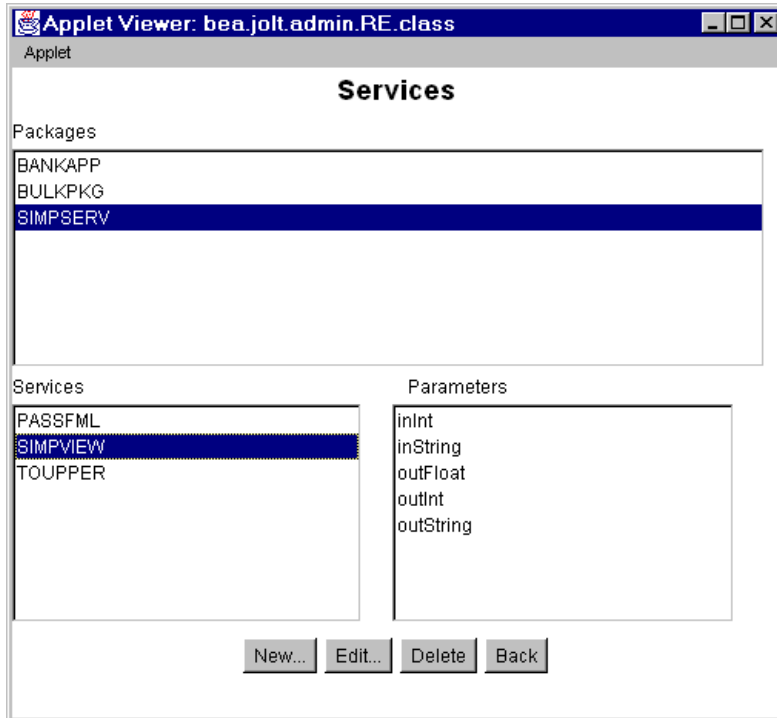 Applet Viewer: bea.jolt.admin.RE.class
Applet
Services
Packages
BANKAPP
BULKPKG
SIMPSERV
Services
PASSFML
SIMPVIEW
TOUPPER
Parameters
inInt
inString
outFloat
outInt
outString
New... Edit... Delete Back